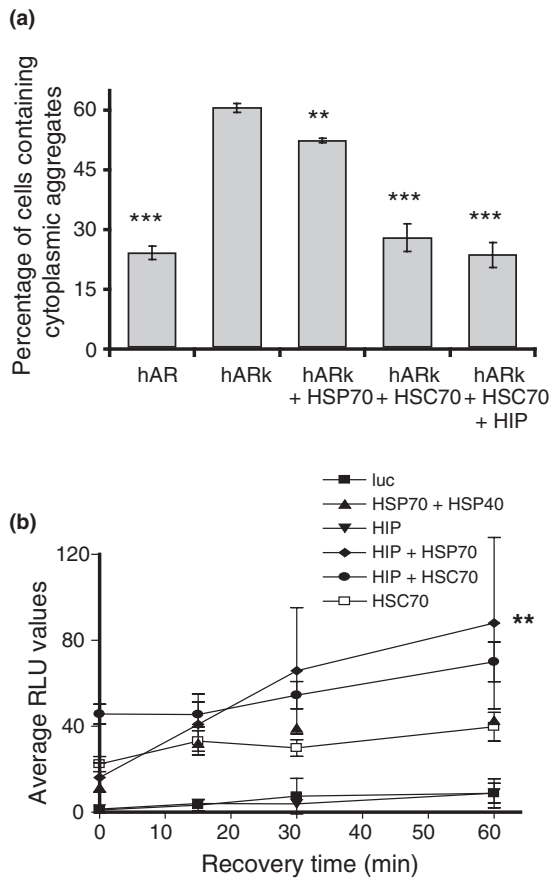 (a)
Percentage of cells containing
cytoplasmic aggregates
60
45
30
15
0
***
**
***
***
hAR
hARk
hARk
+ HSP70
hARk
+ HSC70
hARk
+ HSC70
+ HIP
(b)
luc
HSP70 + HSP40
HIP
HIP + HSP70
HIP + HSC70
HSC70
Average RLU values
120
80
40
0
**
0
10
20
30
40
50
60
Recovery time (min)